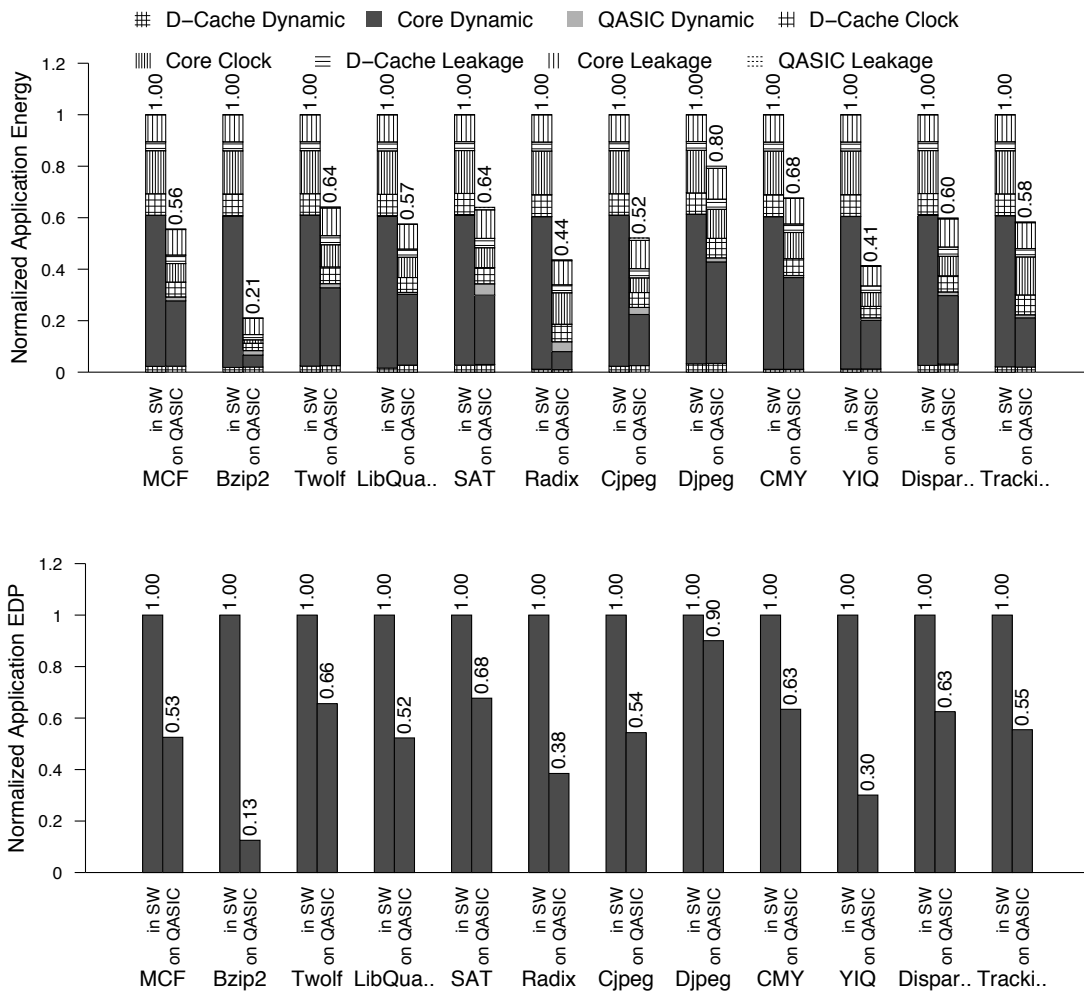 D-Cache Dynamic Core Dynamic QASIC Dynamic D-Cache Clock
Core Clock D-Cache Leakage Core Leakage QASIC Leakage
Normalized Application Energy
1.2
1
0.8
0.6
0.4
0.2
0
1.00 0.56 1.00 0.21 1.00 0.64 1.00 0.57 1.00 0.64 1.00 0.44 1.00 0.52 1.00 0.80 1.00 0.68 1.00 0.41 1.00 0.60 1.00 0.58
in SW on QASIC in SW on QASIC in SW on QASIC in SW on QASIC in SW on QASIC in SW on QASIC in SW on QASIC in SW on QASIC in SW on QASIC in SW on QASIC in SW on QASIC in SW on QASIC
MCF Bzip2 Twolf LibQua.. SAT Radix Cjpeg Djpeg CMY YIQ Dispar.. Tracki..
Normalized Application EDP
1.2
1
0.8
0.6
0.4
0.2
0
1.00 0.53 1.00 0.13 1.00 0.66 1.00 0.52 1.00 0.68 1.00 0.38 1.00 0.54 1.00 0.90 1.00 0.63 1.00 0.30 1.00 0.63 1.00 0.55
in SW on QASIC in SW on QASIC in SW on QASIC in SW on QASIC in SW on QASIC in SW on QASIC in SW on QASIC in SW on QASIC in SW on QASIC in SW on QASIC in SW on QASIC in SW on QASIC
MCF Bzip2 Twolf LibQua.. SAT Radix Cjpeg Djpeg CMY YIQ Dispar.. Tracki..